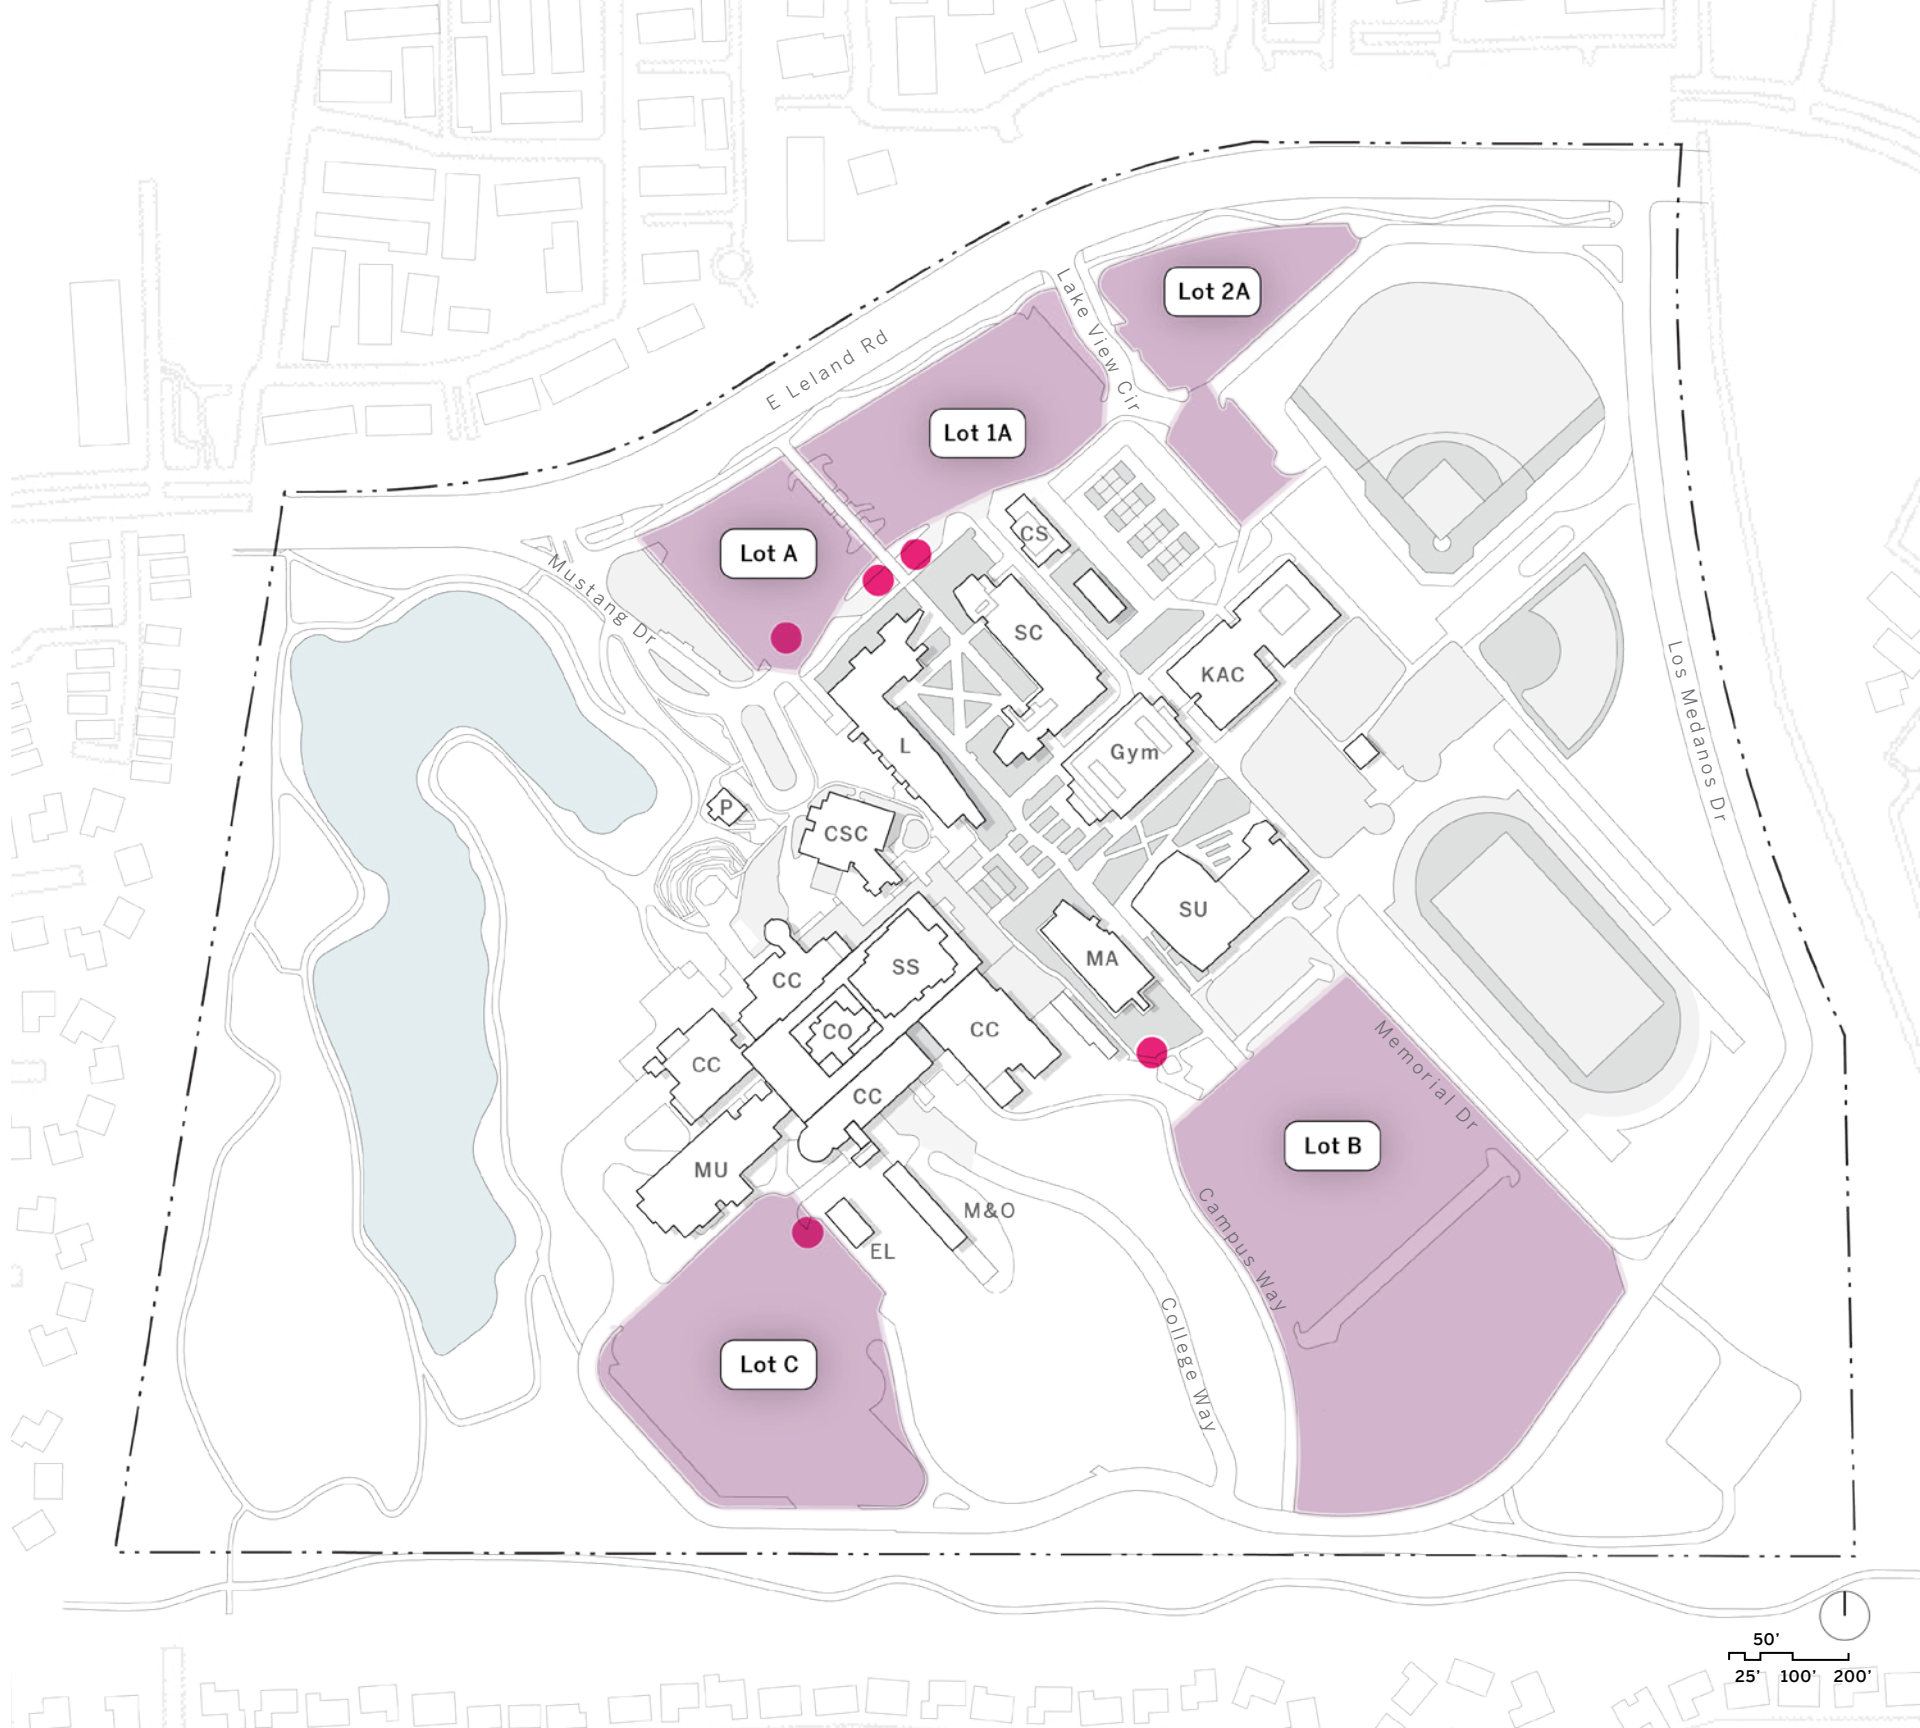 Lot 2A
Lake View Cir
E Leland Rd
Lot 1A
Lot A
CS
Mustang Dr
SC
KAC
Los Medanos Dr
L
Gym
P
CSC
SU
MA
SS
CC
CO
CC
CC
CC
Memorial Dr
Lot B
MU
M&O
EL
Campus Way
College Way
Lot C
50'
25' 100' 200'